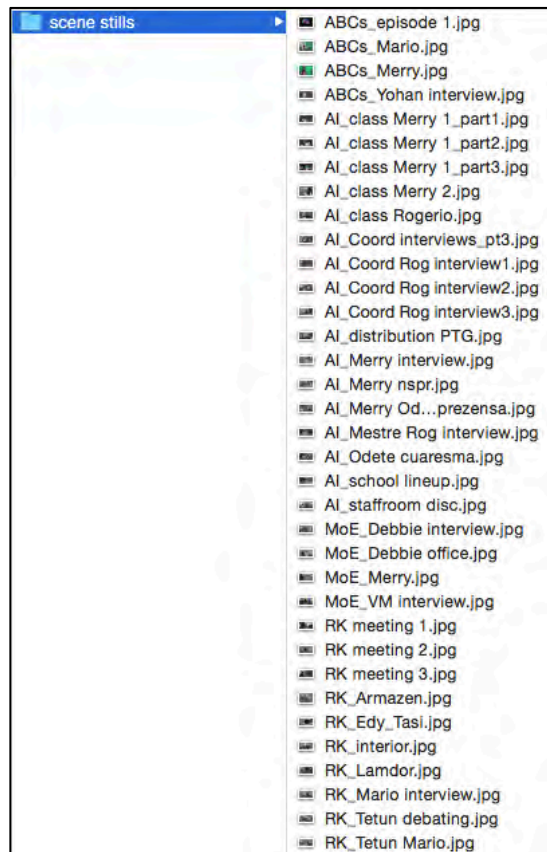 scene stills
ABCs_episode 1.jpg
ABCs_Mario.jpg
ABCs_Merry.jpg
ABCs_Yohan interview.jpg
AI_class Merry 1_part1.jpg
AI_class Merry 1_part2.jpg
AI_class Merry 1_part3.jpg
AI_class Merry 2.jpg
AI_class Rogerio.jpg
AI_Coord interviews_pt3.jpg
AI_Coord Rog interview1.jpg
AI_Coord Rog interview2.jpg
AI_Coord Rog interview3.jpg
AI_distribution PTG.jpg
AI_Merry interview.jpg
AI_Merry nspr.jpg
AI_Merry Od...prezensa.jpg
AI_Mestre Rog interview.jpg
AI_Odete cuaresma.jpg
AI_school lineup.jpg
AI_staffroom disc.jpg
MoE_Debbie interview.jpg
MoE_Debbie office.jpg
MoE_Merry.jpg
MoE_VM interview.jpg
RK meeting 1.jpg
RK meeting 2.jpg
RK meeting 3.jpg
RK_Armazen.jpg
RK_Edy_Tasi.jpg
RK_interior.jpg
RK_Lamdor.jpg
RK_Mario interview.jpg
RK_Tetun debating.jpg
RK_Tetun Mario.jpg